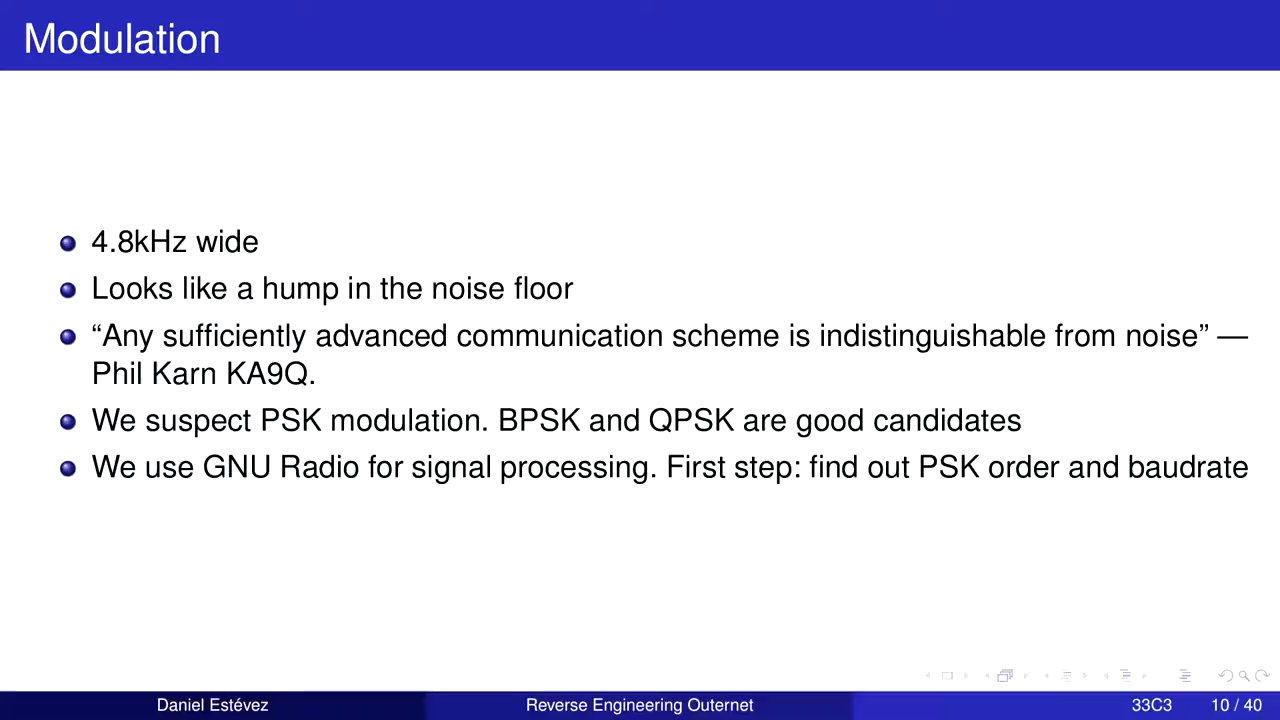 Modulation
4.8kHz wide
Looks like a hump in the noise floor
“Any sufficiently advanced communication scheme is indistinguishable from noise” —
Phil Karn KA9Q.
We suspect PSK modulation. BPSK and QPSK are good candidates
We use GNU Radio for signal processing. First step: find out PSK order and baudrate
Daniel Estévez Reverse Engineering Outernet 33C3 10 / 40